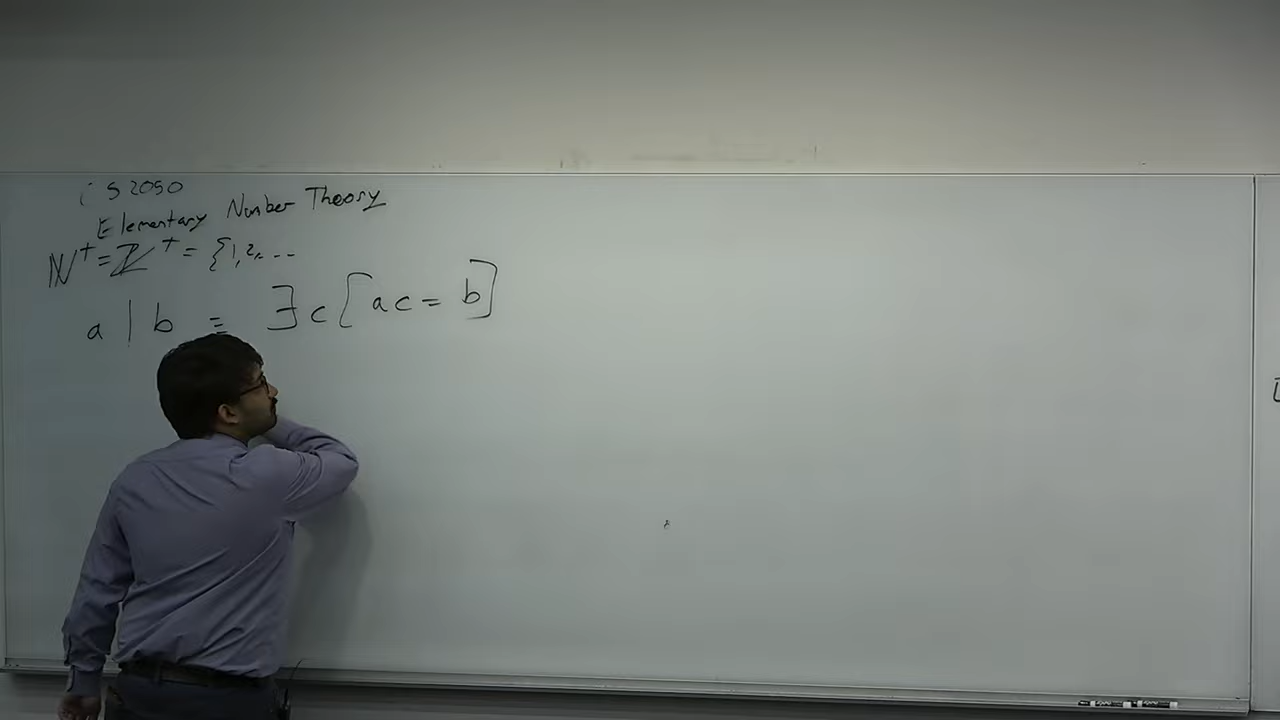 CS 2050
Elementary Number Theory
ℕ⁺ = ℤ⁺ = {1, 2, ...
a | b ≡ ∃ c [ac = b]